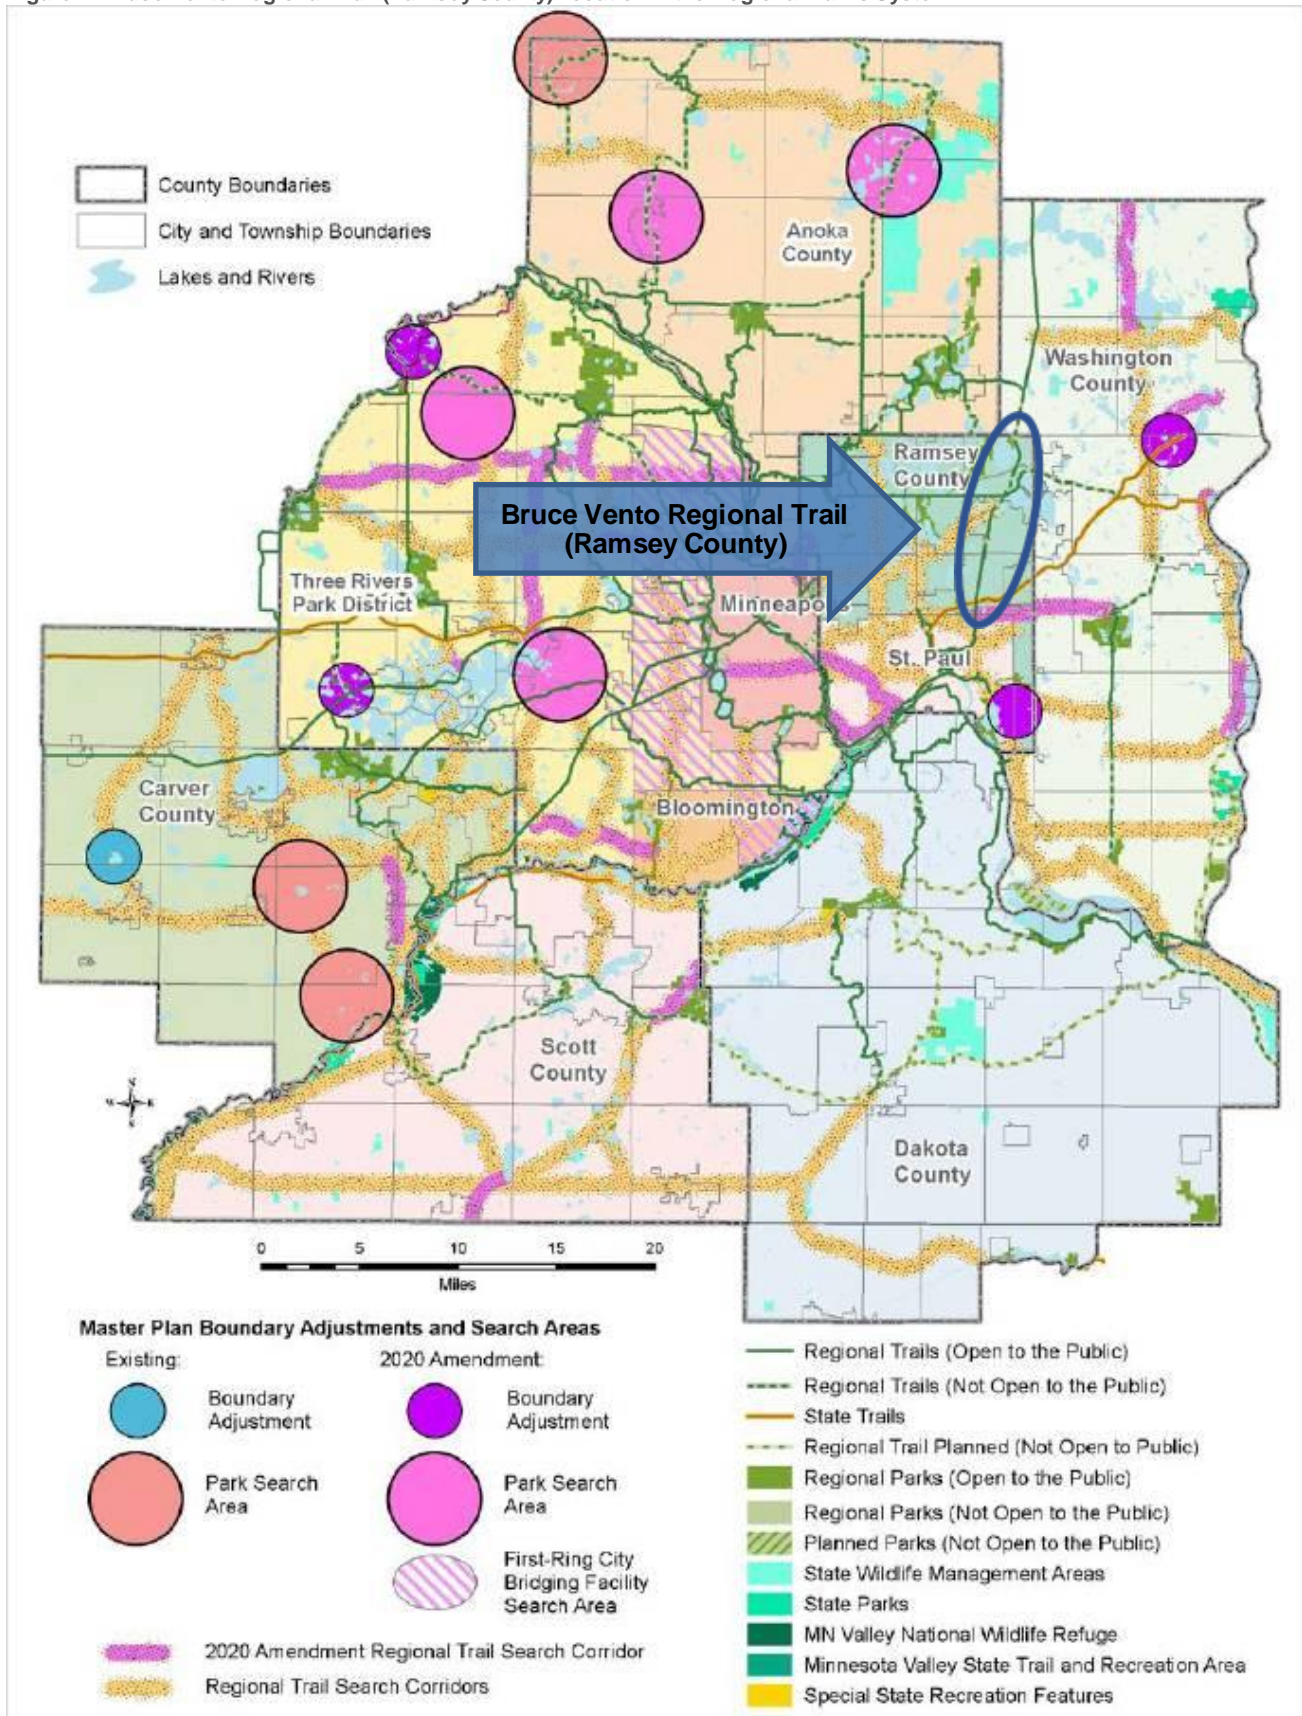 County Boundaries
City and Township Boundaries
Lakes and Rivers
Anoka
County
Washington
County
Ramsey
County
Bruce Vento Regional Trail
(Ramsey County)
Three Rivers
Park District
Minneapolis
St. Paul
Carver
County
Bloomington
Scott
County
Dakota
County
0 5 10 15 20
Miles
Master Plan Boundary Adjustments and Search Areas
Existing:
2020 Amendment:
Boundary
Adjustment
Boundary
Adjustment
Park Search
Area
Park Search
Area
First-Ring City
Bridging Facility
Search Area
2020 Amendment Regional Trail Search Corridor
Regional Trail Search Corridors
Regional Trails (Open to the Public)
Regional Trails (Not Open to the Public)
State Trails
Regional Trail Planned (Not Open to Public)
Regional Parks (Open to the Public)
Regional Parks (Not Open to the Public)
Planned Parks (Not Open to the Public)
State Wildlife Management Areas
State Parks
MN Valley National Wildlife Refuge
Minnesota Valley State Trail and Recreation Area
Special State Recreation Features